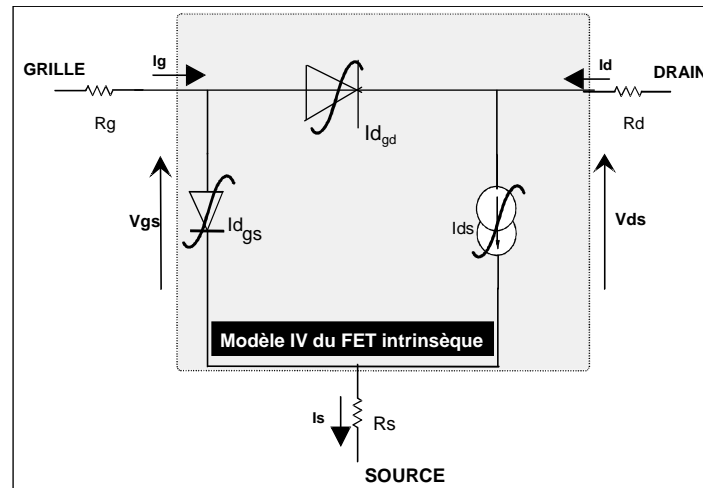 Ig
Id
GRILLE
DRAIN
Rg
Rd
Idgd
Vgs
Idgs
Ids
Vds
Modèle IV du FET intrinsèque
Is
Rs
SOURCE